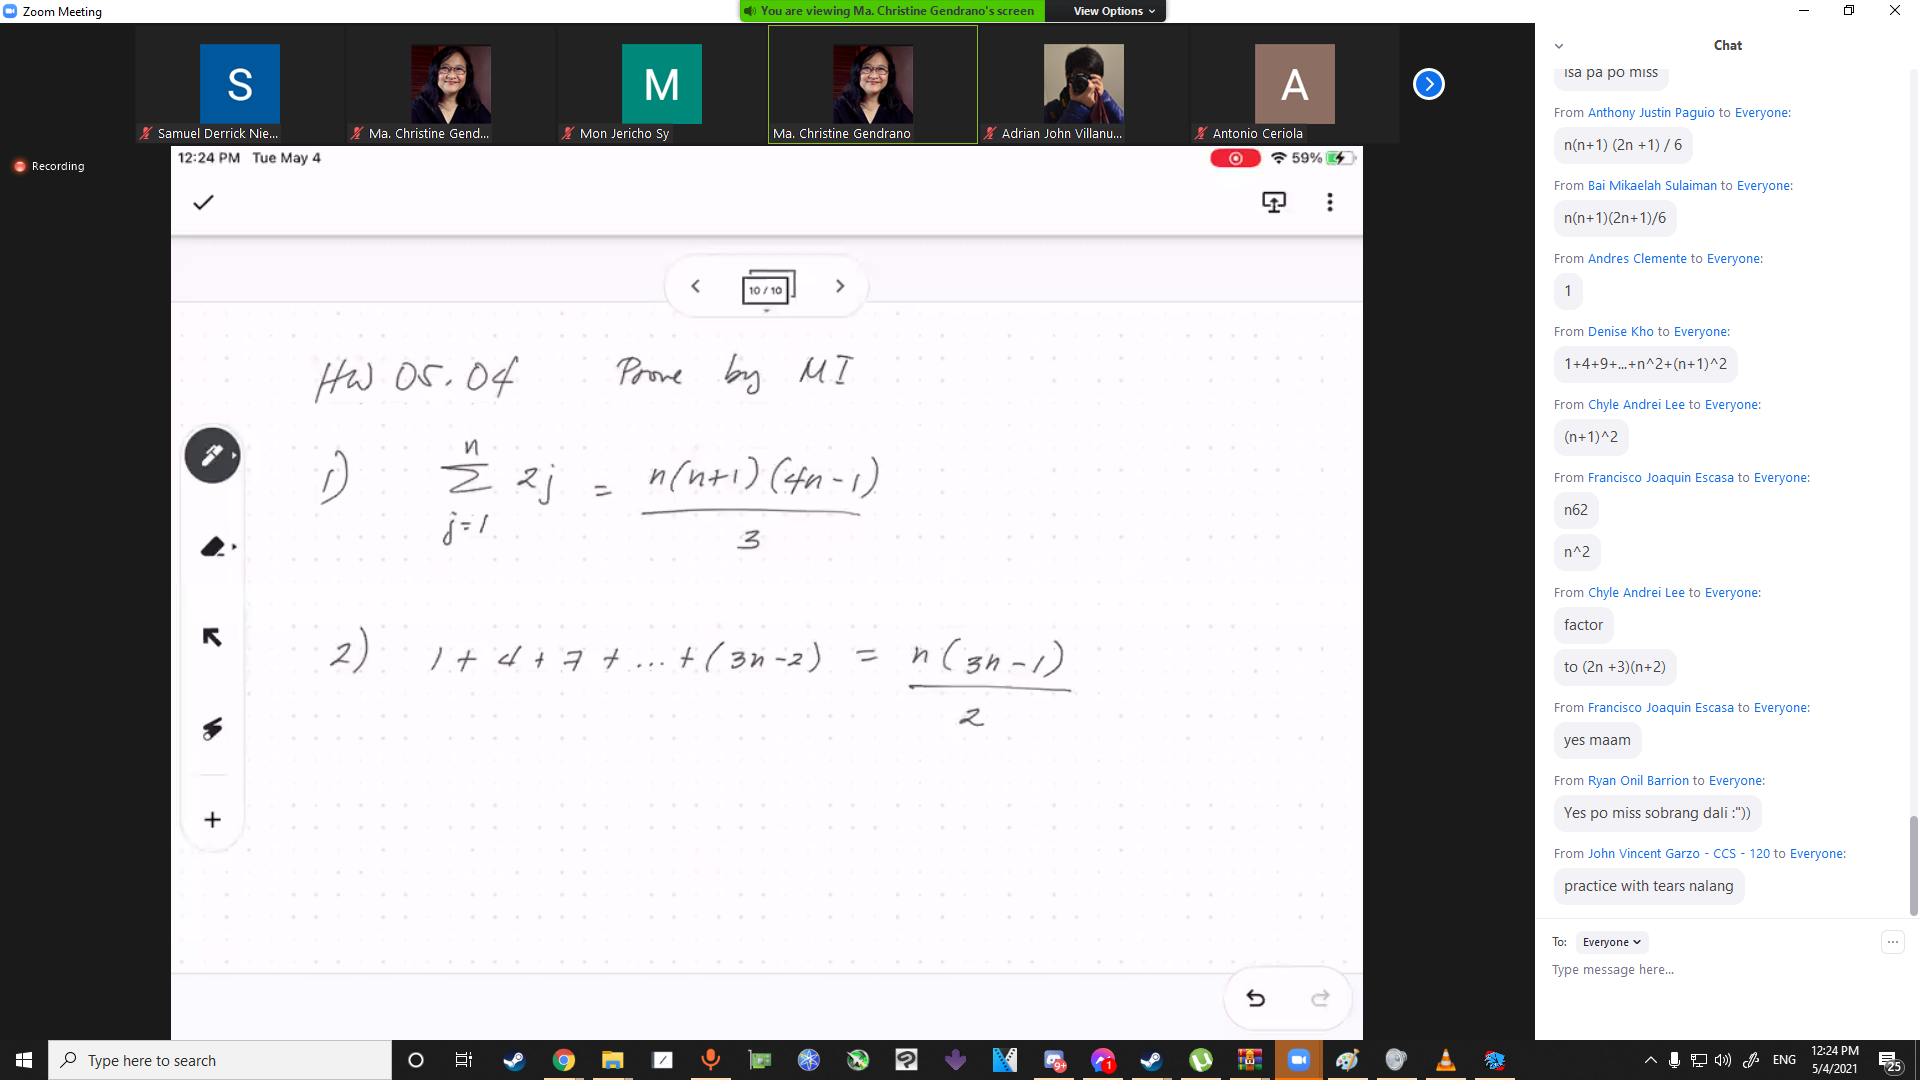 Zoom Meeting
You are viewing Ma. Christine Gendrano's screen
View Options
S
M
A
Samuel Derrick Nie...
Ma. Christine Gend...
Mon Jericho Sy
Ma. Christine Gendrano
Adrian John Villanu...
Antonio Ceriola
Recording
12:24 PM Tue May 4
59%
10 / 10
HW 05.04 Prove by MI
1) n
∑ 2j = n(n+1)(4n-1)
j=1 3
2) 1 + 4 + 7 + ... + (3n-2) = n(3n-1)
2
Chat
isa pa po miss
From Anthony Justin Paguio to Everyone:
n(n+1) (2n +1) / 6
From Bai Mikaelah Sulaiman to Everyone:
n(n+1)(2n+1)/6
From Andres Clemente to Everyone:
1
From Denise Kho to Everyone:
1+4+9+...+n^2+(n+1)^2
From Chyle Andrei Lee to Everyone:
(n+1)^2
From Francisco Joaquin Escasa to Everyone:
n62
n^2
From Chyle Andrei Lee to Everyone:
factor
to (2n +3)(n+2)
From Francisco Joaquin Escasa to Everyone:
yes maam
From Ryan Onil Barrion to Everyone:
Yes po miss sobrang dali :"))
From John Vincent Garzo - CCS - 120 to Everyone:
practice with tears nalang
To: Everyone
Type message here...
Type here to search
9+
1
ENG
12:24 PM
5/4/2021
25